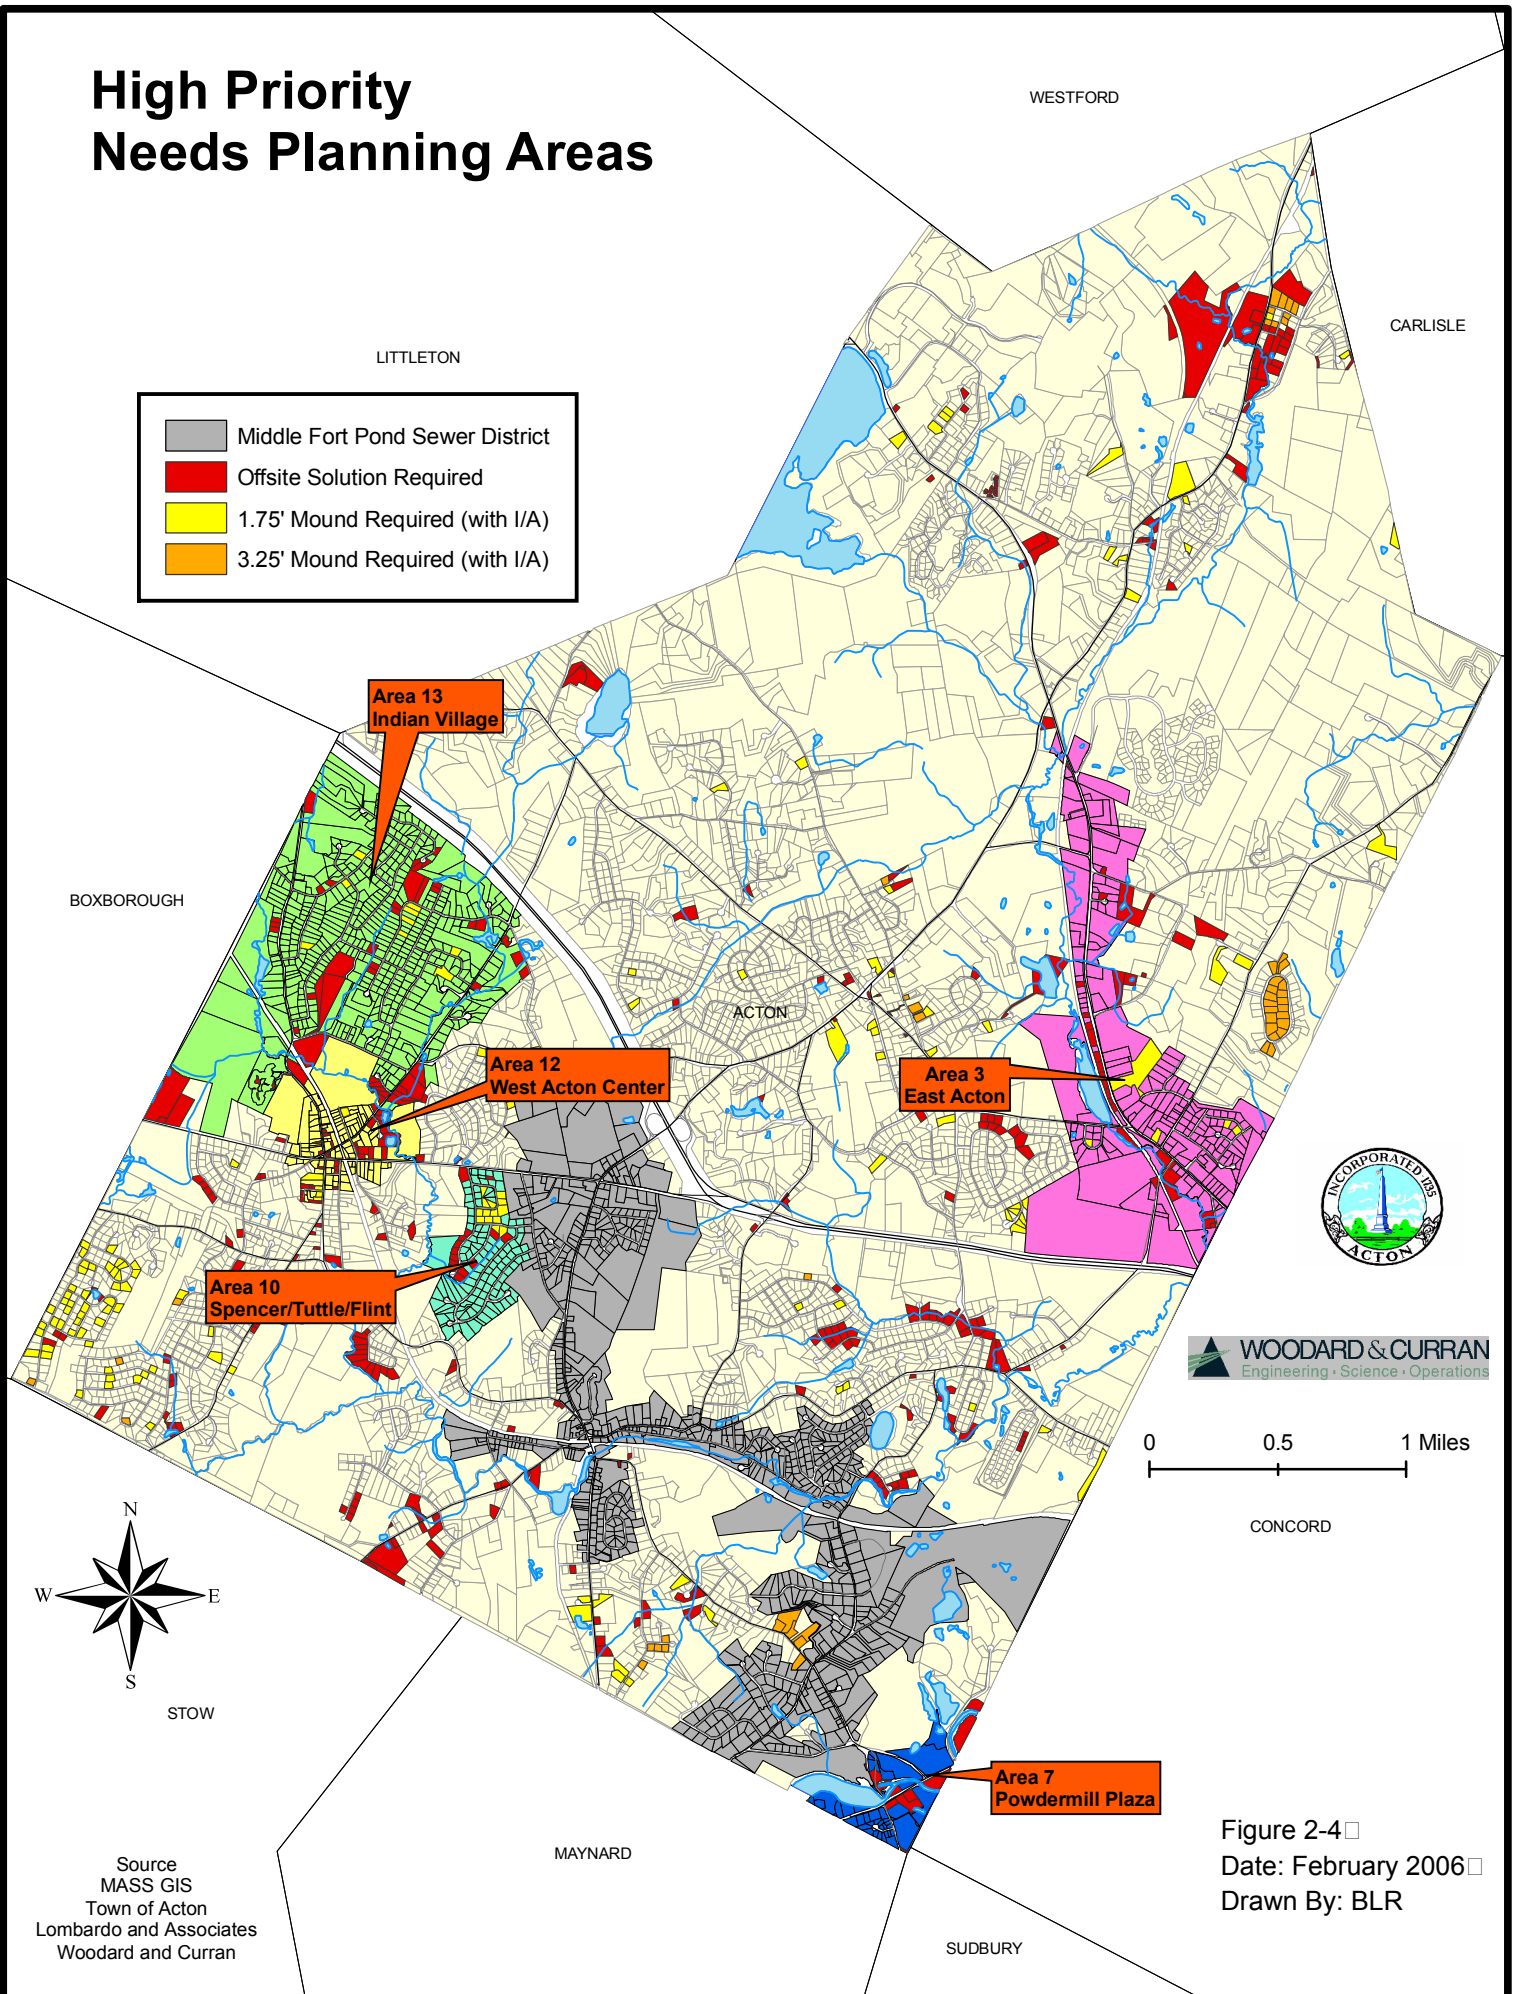 High Priority
Needs Planning Areas
WESTFORD
CARLISLE
LITTLETON
Middle Fort Pond Sewer District
Offsite Solution Required
1.75' Mound Required (with I/A)
3.25' Mound Required (with I/A)
Area 13
Indian Village
BOXBOROUGH
ACTON
Area 12
West Acton Center
Area 3
East Acton
INCORPORATED 1735
ACTON
Area 10
Spencer/Tuttle/Flint
WOODARD & CURRAN
Engineering · Science · Operations
0 0.5 1 Miles
CONCORD
N
W E
S
STOW
Area 7
Powdermill Plaza
MAYNARD
SUDBURY
Source
MASS GIS
Town of Acton
Lombardo and Associates
Woodard and Curran
Figure 2-4
Date: February 2006
Drawn By: BLR